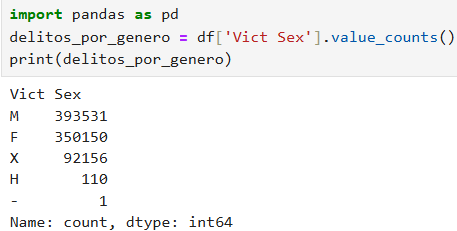 import pandas as pd
delitos_por_genero = df['Vict Sex'].value_counts()
print(delitos_por_genero)
Vict Sex
M    393531
F    350150
X     92156
H       110
-         1
Name: count, dtype: int64